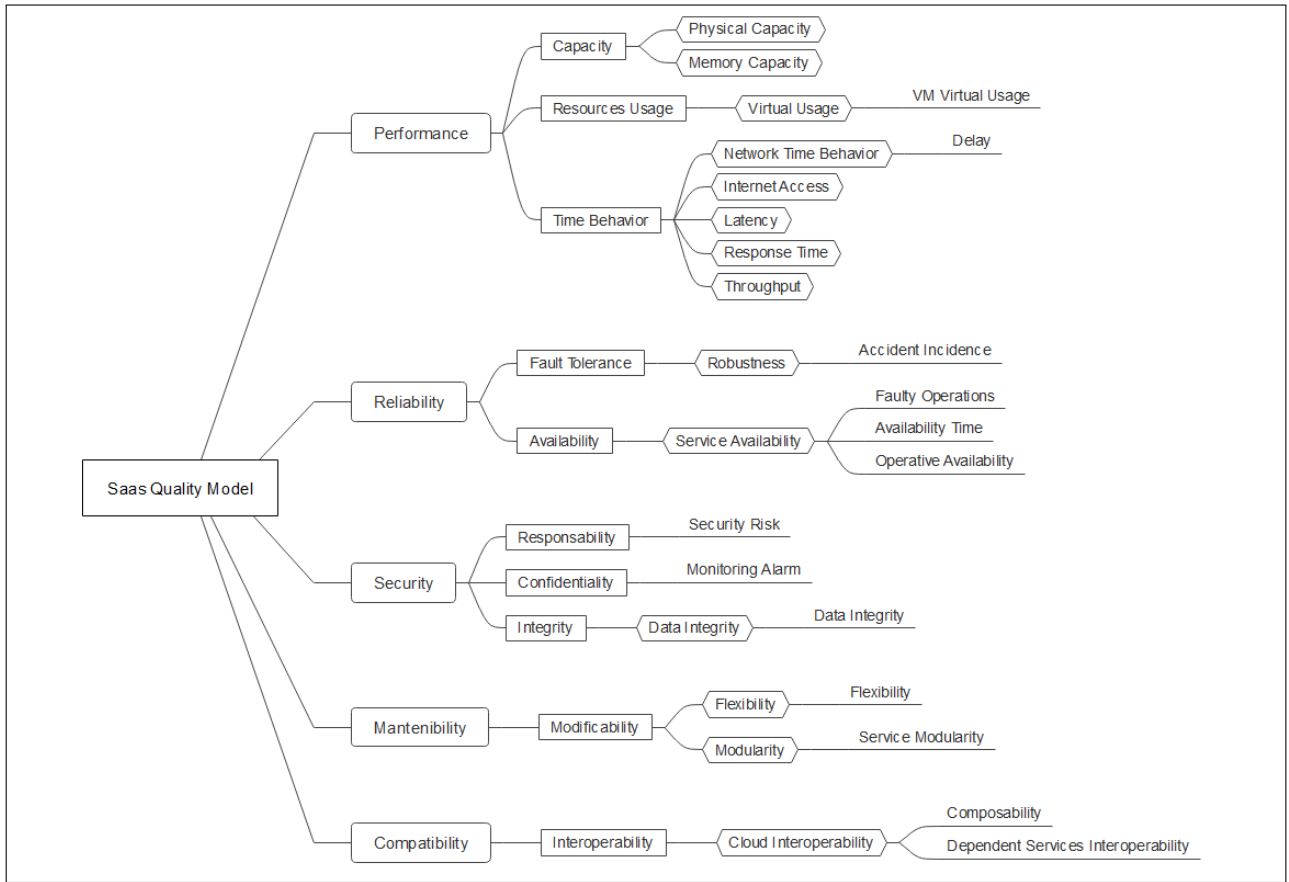 Saas Quality Model
Performance
Capacity
Physical Capacity
Memory Capacity
Resources Usage
Virtual Usage
VM Virtual Usage
Time Behavior
Network Time Behavior
Delay
Internet Access
Latency
Response Time
Throughput
Reliability
Fault Tolerance
Robustness
Accident Incidence
Availability
Service Availability
Faulty Operations
Availability Time
Operative Availability
Security
Responsability
Security Risk
Confidentiality
Monitoring Alarm
Integrity
Data Integrity
Data Integrity
Mantenibility
Modificability
Flexibility
Flexibility
Modularity
Service Modularity
Compatibility
Interoperability
Cloud Interoperability
Composability
Dependent Services Interoperability